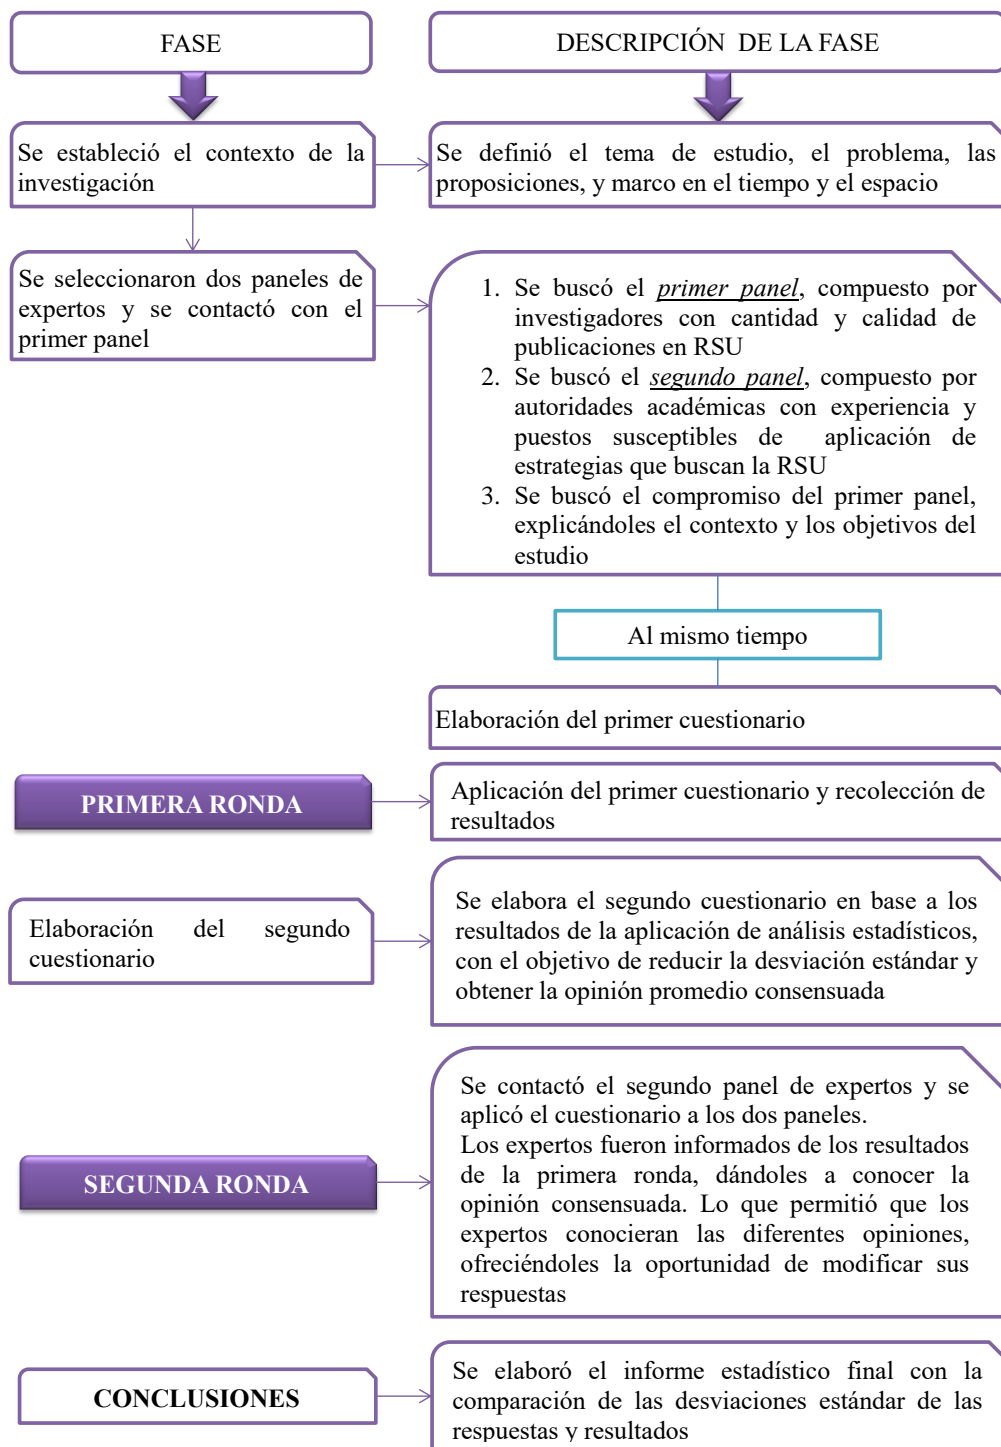 FASE
DESCRIPCIÓN DE LA FASE
Se estableció el contexto de la
investigación
Se definió el tema de estudio, el problema, las
proposiciones, y marco en el tiempo y el espacio
Se seleccionaron dos paneles de
expertos y se contactó con el
primer panel
1. Se buscó el primer panel, compuesto por
investigadores con cantidad y calidad de
publicaciones en RSU
2. Se buscó el segundo panel, compuesto por
autoridades académicas con experiencia y
puestos susceptibles de aplicación de
estrategias que buscan la RSU
3. Se buscó el compromiso del primer panel,
explicándoles el contexto y los objetivos del
estudio
Al mismo tiempo
Elaboración del primer cuestionario
PRIMERA RONDA
Aplicación del primer cuestionario y recolección de
resultados
Elaboración del segundo
cuestionario
Se elabora el segundo cuestionario en base a los
resultados de la aplicación de análisis estadísticos,
con el objetivo de reducir la desviación estándar y
obtener la opinión promedio consensuada
SEGUNDA RONDA
Se contactó el segundo panel de expertos y se
aplicó el cuestionario a los dos paneles.
Los expertos fueron informados de los resultados
de la primera ronda, dándoles a conocer la
opinión consensuada. Lo que permitió que los
expertos conocieran las diferentes opiniones,
ofreciéndoles la oportunidad de modificar sus
respuestas
CONCLUSIONES
Se elaboró el informe estadístico final con la
comparación de las desviaciones estándar de las
respuestas y resultados